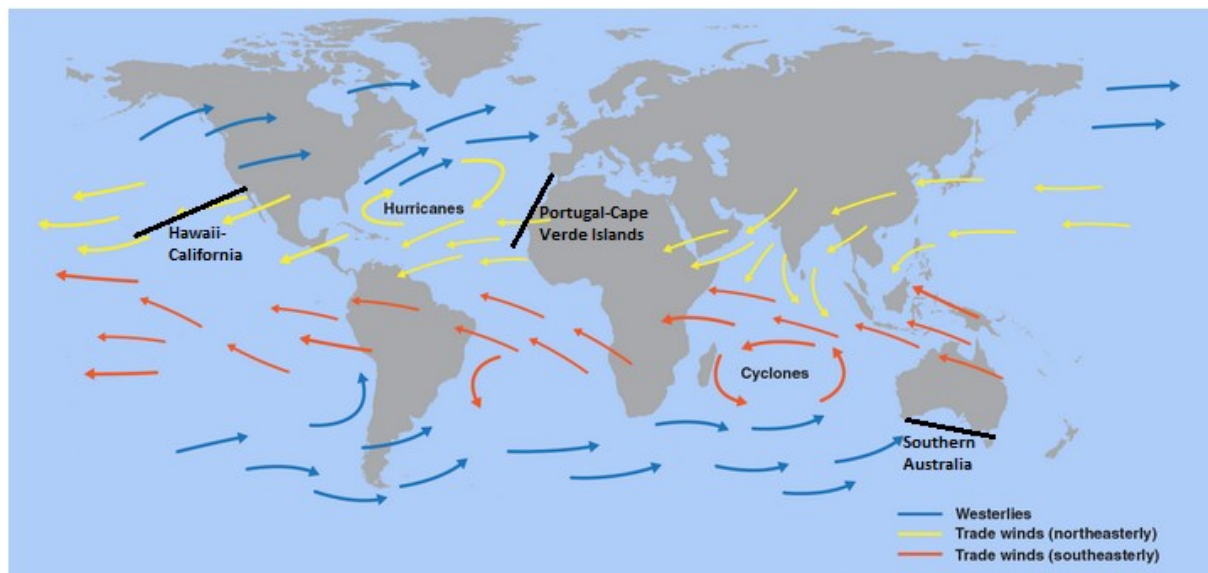 Hurricanes
Portugal-Cape
Verde Islands
Hawaii-
California
Cyclones
Southern
Australia
Westerlies
Trade winds (northeasterly)
Trade winds (southeasterly)